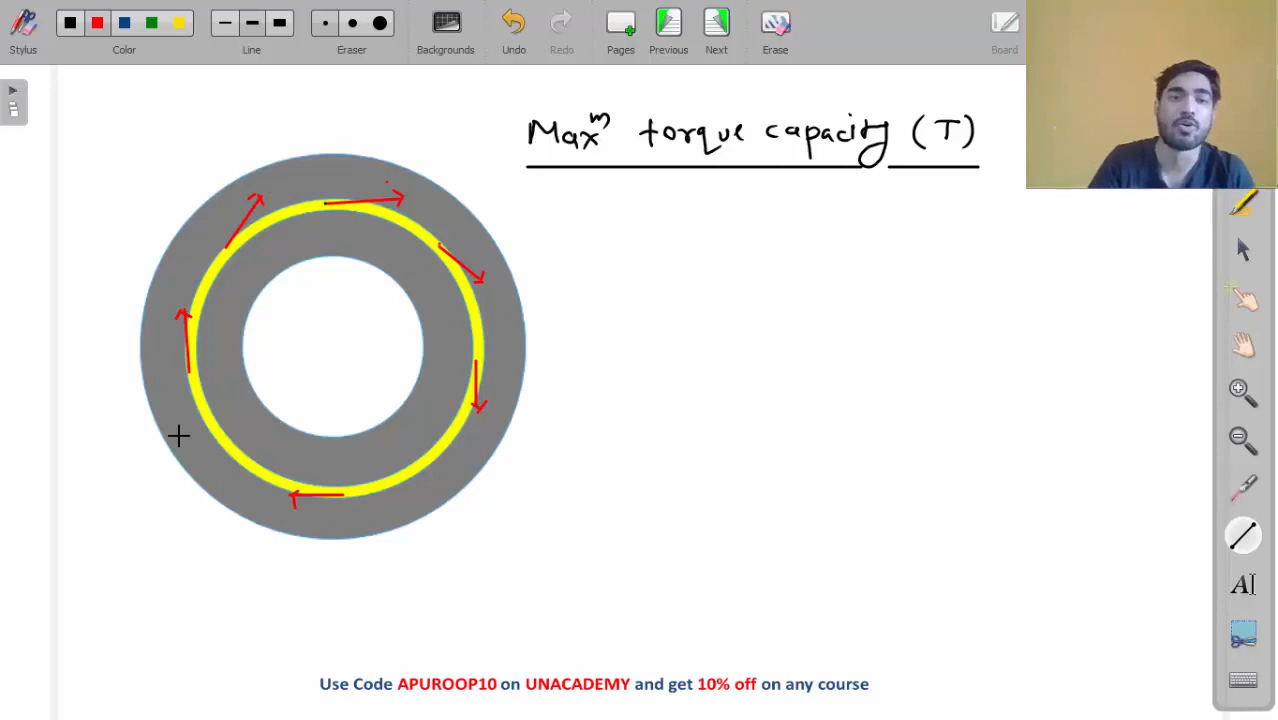 Stylus
Color
Line
Eraser
Backgrounds
Undo
Redo
Pages
Previous
Next
Erase
Board
Maxᵐ torque capacity (T)
Use Code APUROOP10 on UNACADEMY and get 10% off on any course